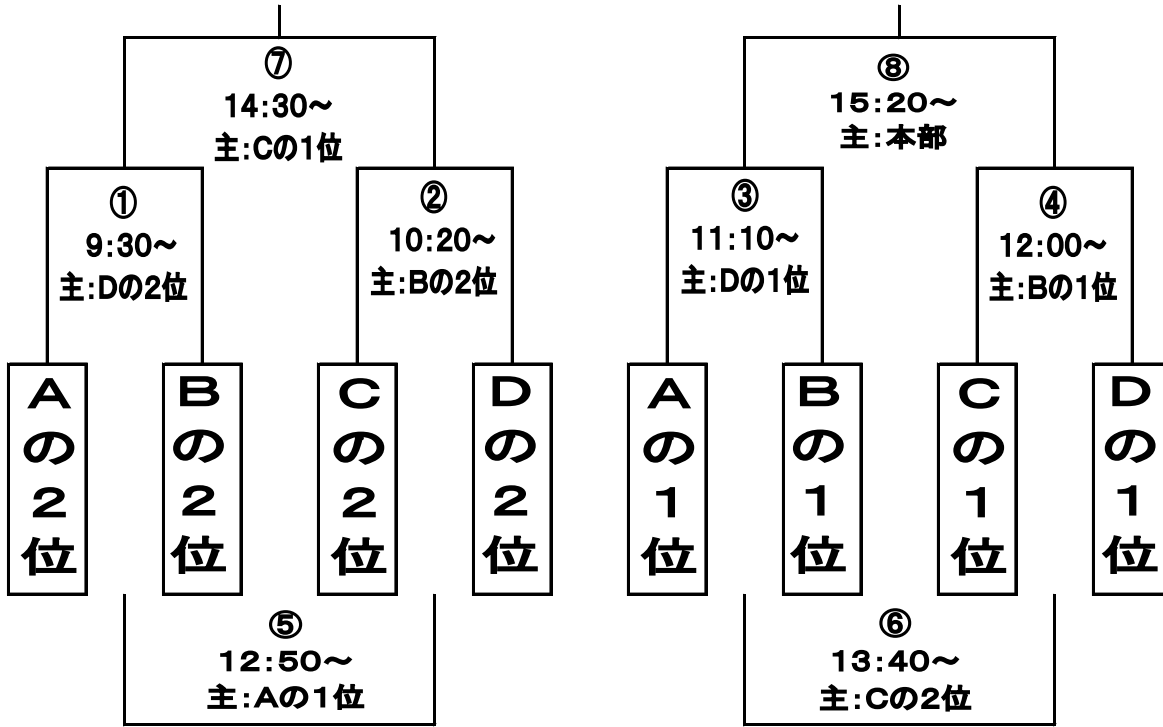 ⑦
14:30～
主:Cの1位
⑧
15:20～
主:本部
①
9:30～
主:Dの2位
②
10:20～
主:Bの2位
③
11:10～
主:Dの1位
④
12:00～
主:Bの1位
Aの2位
Bの2位
Cの2位
Dの2位
Aの1位
Bの1位
Cの1位
Dの1位
⑤
12:50～
主:Aの1位
⑥
13:40～
主:Cの2位